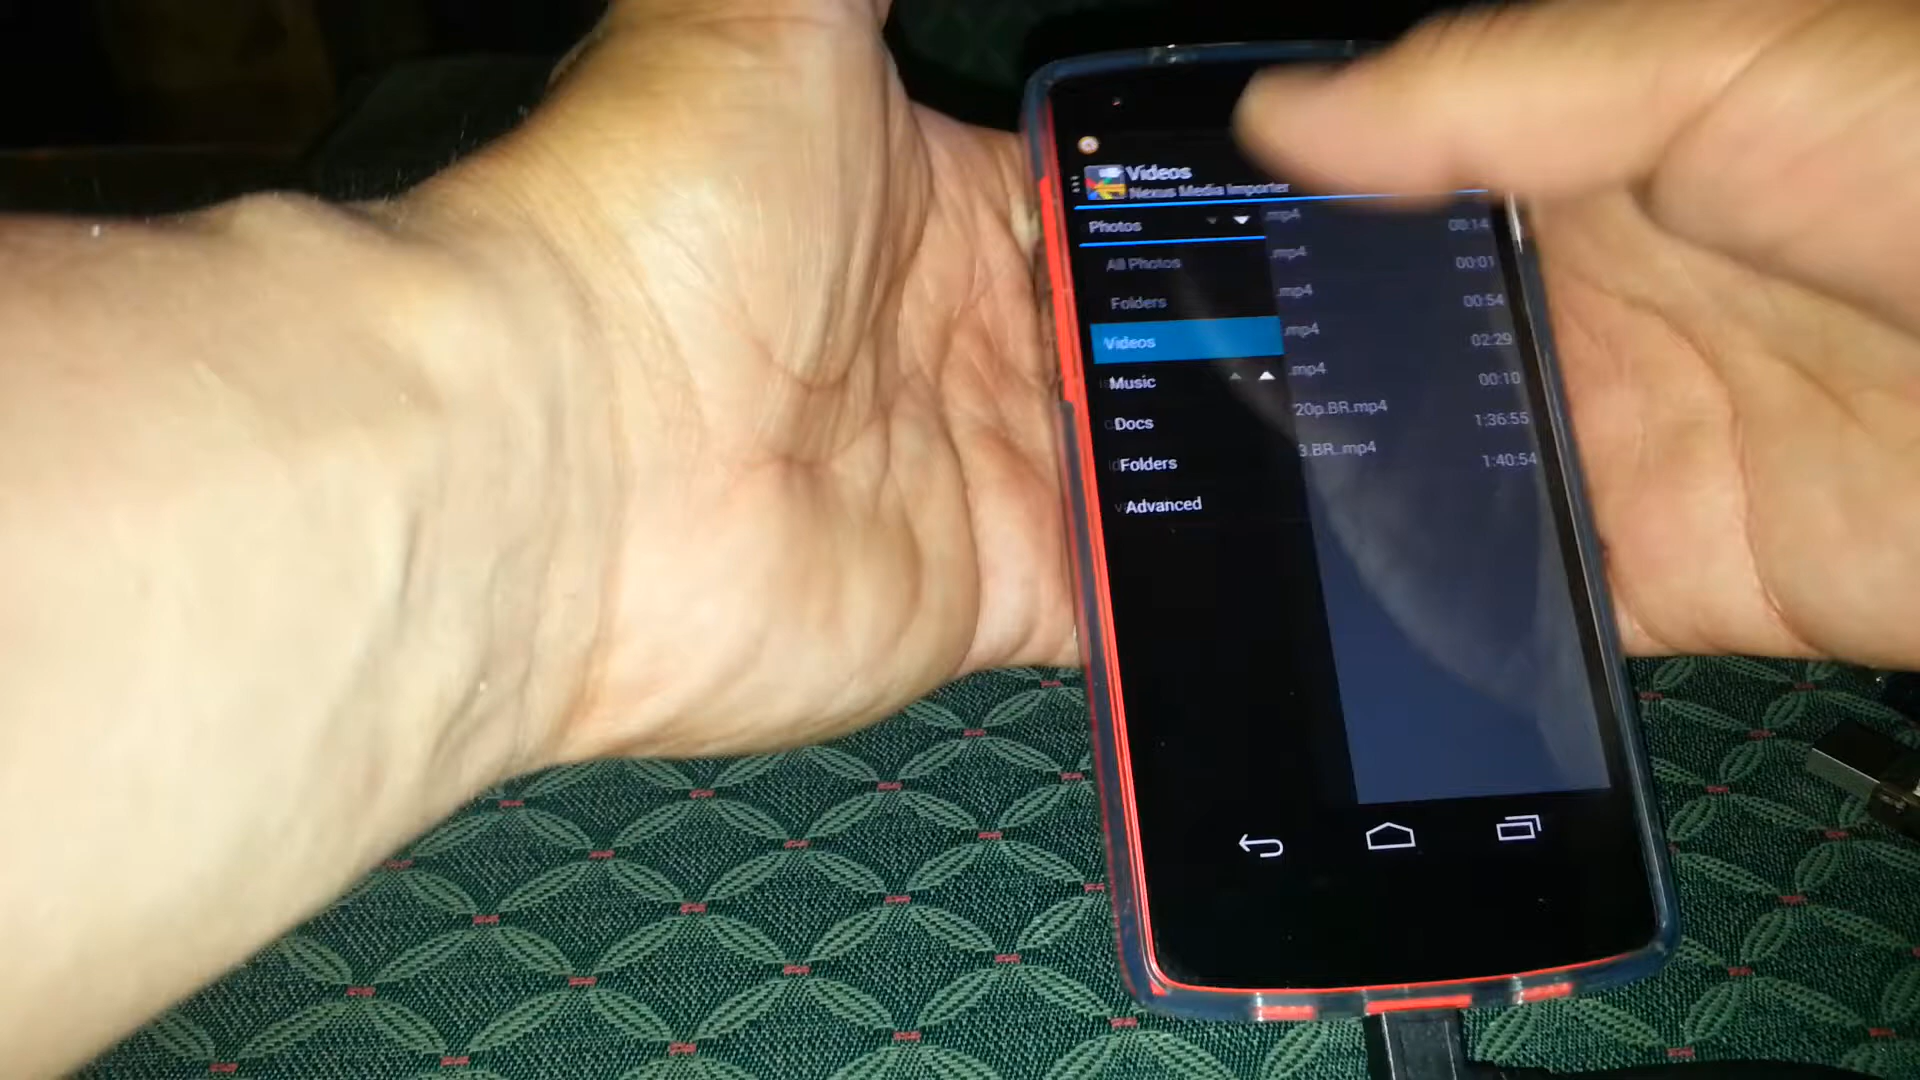 Videos
Nexus Media Importer
Photos
.mp4 00:14
All Photos
.mp4 00:01
Folders
.mp4 00:54
Videos
.mp4 02:29
Music
.mp4 00:10
Docs
20p.BR.mp4 1:36:55
Folders
3.BR..mp4 1:40:54
Advanced